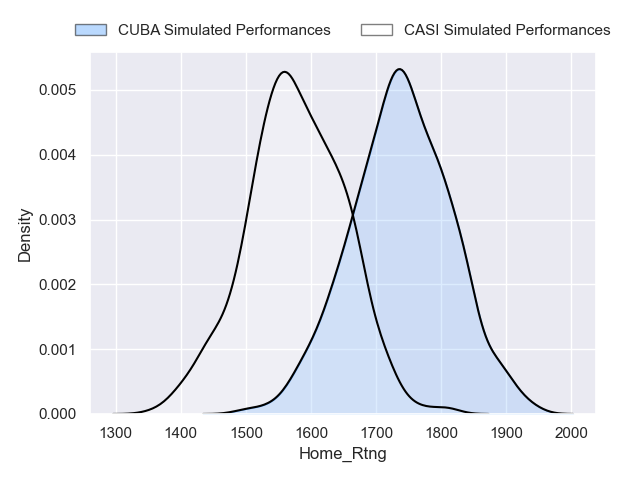 CUBA Simulated Performances CASI Simulated Performances
0.005
0.004
0.003
0.002
0.001
0.000
Density
1300 1400 1500 1600 1700 1800 1900 2000
Home_Rtng